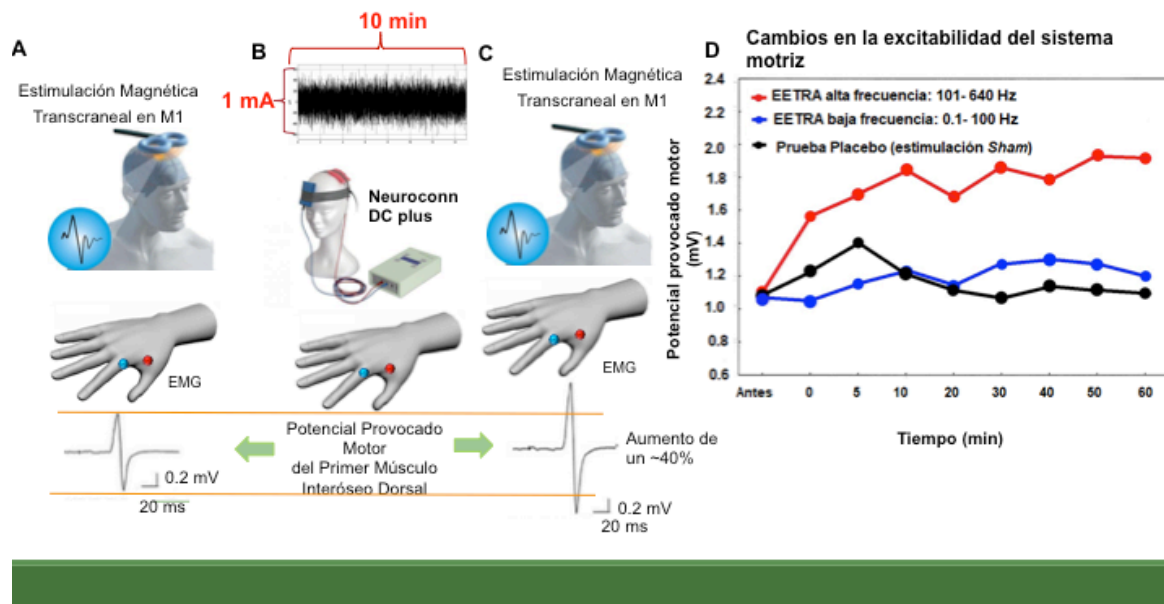 A
Estimulación Magnética
Transcraneal en M1
EMG
0.2 mV
20 ms
B
10 min
1 mA
Neuroconn
DC plus
Potencial Provocado
Motor
del Primer Músculo
Interóseo Dorsal
C
Estimulación Magnética
Transcraneal en M1
EMG
Aumento de
un ~40%
0.2 mV
20 ms
D
Cambios en la excitabilidad del sistema
motriz
EETRA alta frecuencia: 101- 640 Hz
EETRA baja frecuencia: 0.1- 100 Hz
Prueba Placebo (estimulación Sham)
Potencial provocado motor
(mV)
2.4
2.2
2.0
1.8
1.6
1.4
1.2
1.0
0.8
0.6
Antes 0 5 10 20 30 40 50 60
Tiempo (min)